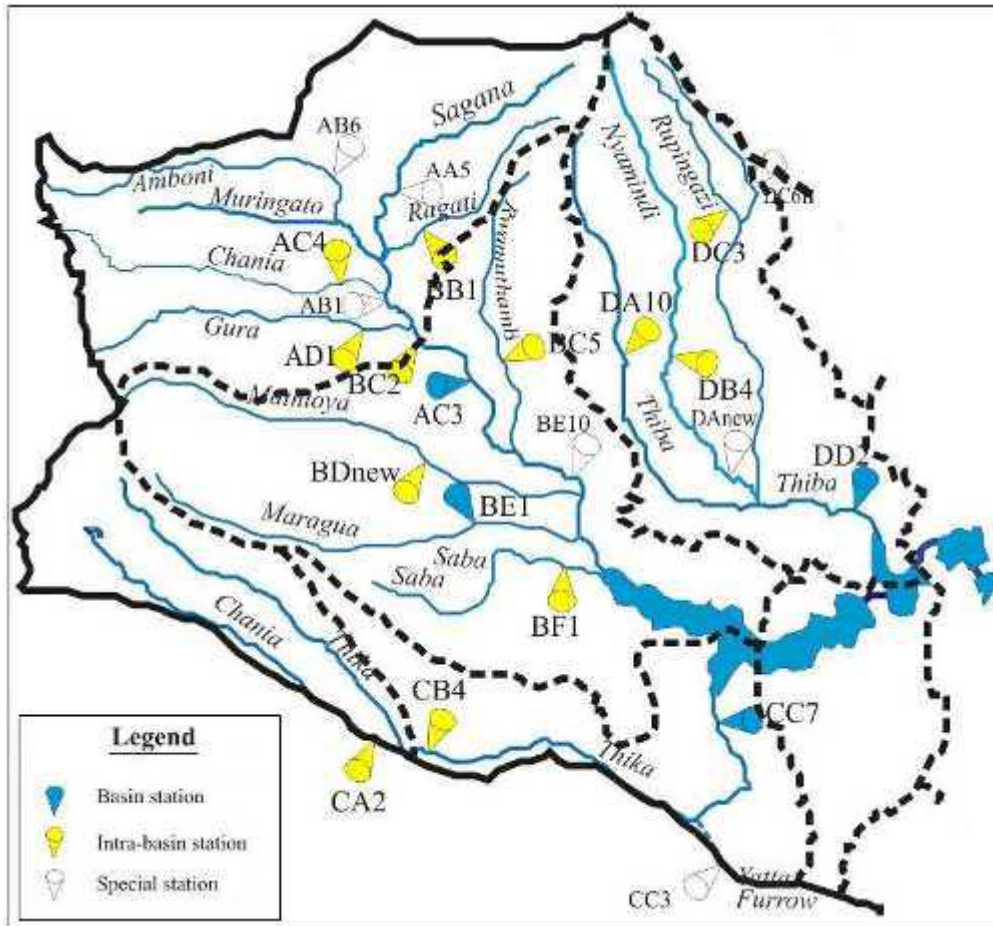 Sagana
AB6
Amboni
AA5
Nyamindi
Rupingazi
Muringato
Ragati
AC4
Chania
BB1
DC3
AB1
DA10
Gura
DC5
AD1
BC2
AC3
DB4
Thiba
DAnew
BE10
BDnew
BE1
DD2
Thiba
Maragua
Saba
Saba
BF1
Chania
Thika
CB4
CC7
Thika
CA2
CC3
Yatta
Furrow
Legend
Basin station
Intra-basin station
Special station